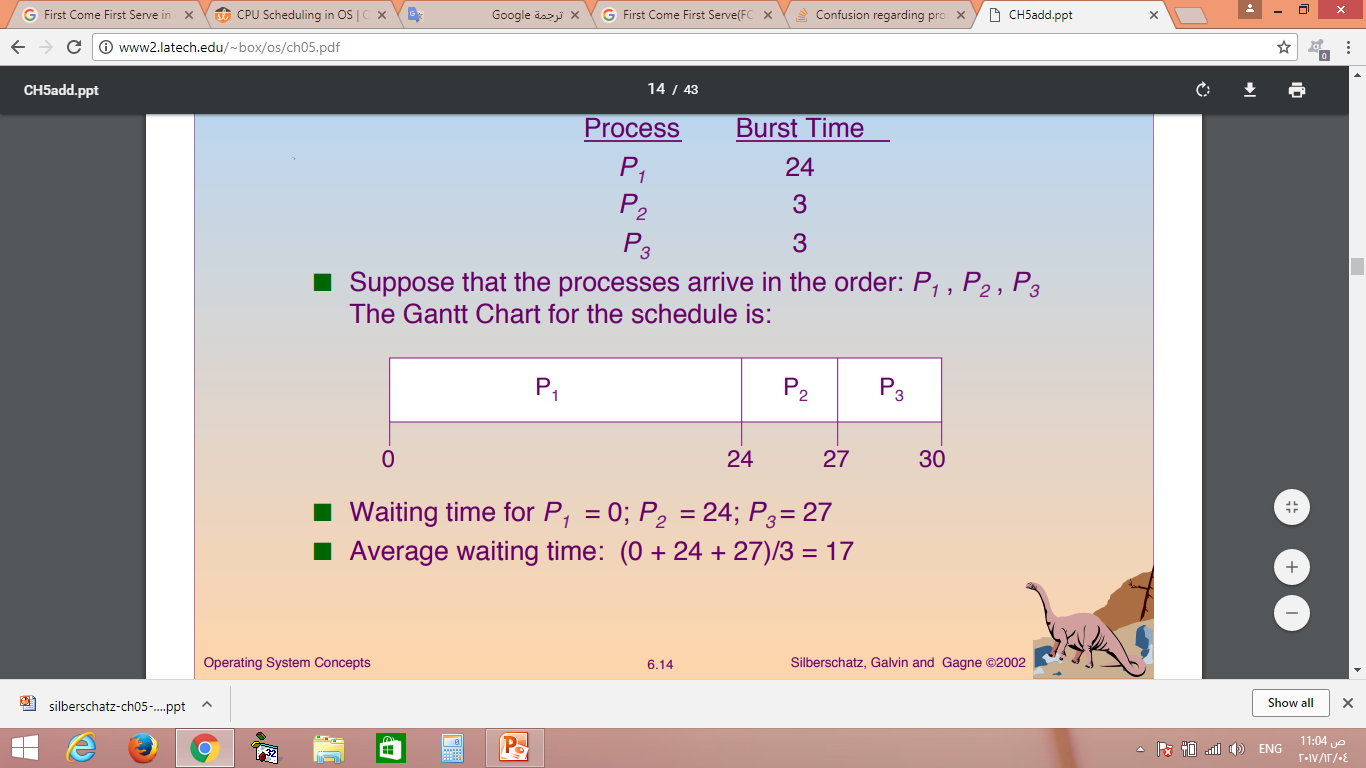 First Come First Serve in
CPU Scheduling in OS | C
ترجمة Google
First Come First Serve(FC
Confusion regarding pro
CH5add.ppt
www2.latech.edu/~box/os/ch05.pdf
0
CH5add.ppt
14 / 43
Process Burst Time
P1 24
P2 3
P3 3
Suppose that the processes arrive in the order: P1 , P2 , P3
The Gantt Chart for the schedule is:
P1 P2 P3
0 24 27 30
Waiting time for P1 = 0; P2 = 24; P3 = 27
Average waiting time: (0 + 24 + 27)/3 = 17
Operating System Concepts
6.14
Silberschatz, Galvin and Gagne ©2002
silberschatz-ch05-....ppt
Show all
32
ENG
11:04 ص
٢٠١٧/١٢/٠٤